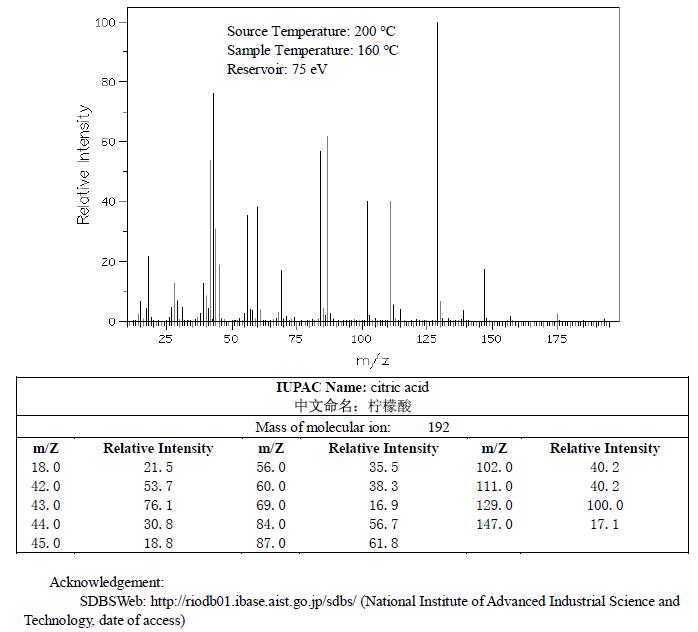 Source Temperature: 200 °C
Sample Temperature: 160 °C
Reservoir: 75 eV
Relative Intensity
100
80
60
40
20
0
25 50 75 100 125 150 175
m/z
IUPAC Name: citric acid
中文命名：柠檬酸
Mass of molecular ion: 192
m/Z Relative Intensity m/Z Relative Intensity m/Z Relative Intensity
18.0 21.5 56.0 35.5 102.0 40.2
42.0 53.7 60.0 38.3 111.0 40.2
43.0 76.1 69.0 16.9 129.0 100.0
44.0 30.8 84.0 56.7 147.0 17.1
45.0 18.8 87.0 61.8
Acknowledgement:
SDBSWeb: http://riodb01.ibase.aist.go.jp/sdbs/ (National Institute of Advanced Industrial Science and
Technology, date of access)